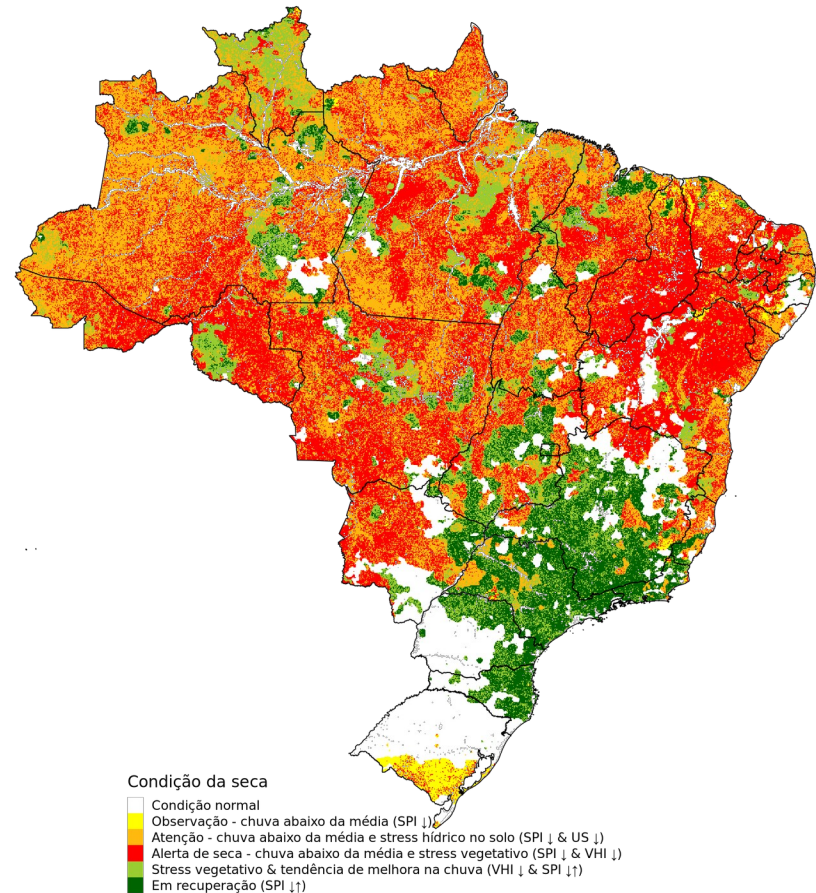 Condição da seca
Condição normal
Observação - chuva abaixo da média (SPI ↓)
Atenção - chuva abaixo da média e stress hídrico no solo (SPI ↓ & US ↓)
Alerta de seca - chuva abaixo da média e stress vegetativo (SPI ↓ & VHI ↓)
Stress vegetativo & tendência de melhora na chuva (VHI ↓ & SPI ↓↑)
Em recuperação (SPI ↓↑)